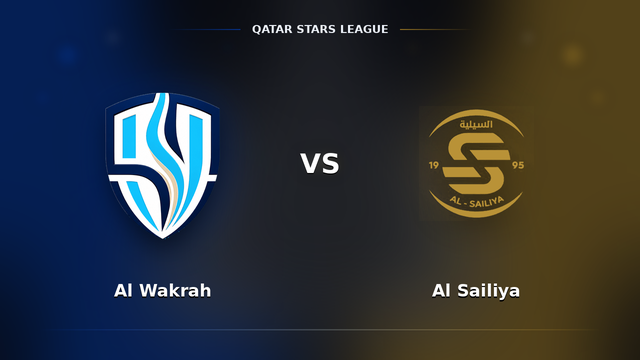 QATAR STARS LEAGUE
VS
السيلية
19 95
AL - SAILIYA
Al Wakrah
Al Sailiya